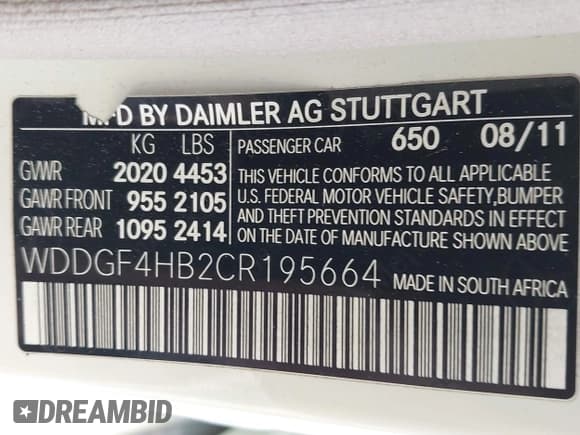 MFD BY DAIMLER AG STUTTGART
KG LBS PASSENGER CAR 650 08/11
GVWR 2020 4453
GAWR FRONT 955 2105
GAWR REAR 1095 2414
THIS VEHICLE CONFORMS TO ALL APPLICABLE
U.S. FEDERAL MOTOR VEHICLE SAFETY,BUMPER
AND THEFT PREVENTION STANDARDS IN EFFECT
ON THE DATE OF MANUFACTURE SHOWN ABOVE
WDDGF4HB2CR195664 MADE IN SOUTH AFRICA
DREAMBID